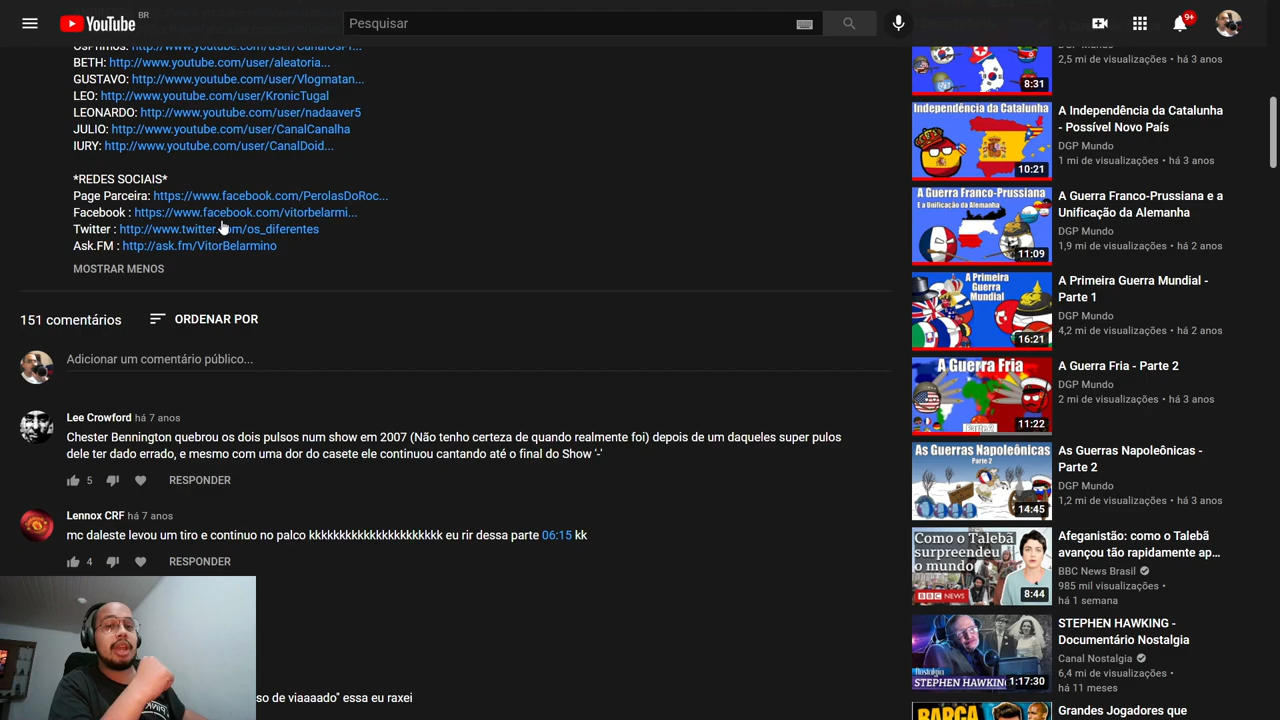 YouTube BR
Pesquisar
9+
BETH: http://www.youtube.com/user/aleatoria...
GUSTAVO: http://www.youtube.com/user/Vlogmatan...
LEO: http://www.youtube.com/user/KronicTugal
LEONARDO: http://www.youtube.com/user/nadaaver5
JULIO: http://www.youtube.com/user/CanalCanalha
IURY: http://www.youtube.com/user/CanalDoid...
*REDES SOCIAIS*
Page Parceira: https://www.facebook.com/PerolasDoRoc...
Facebook : https://www.facebook.com/vitorbelarmi...
Twitter : http://www.twitter.com/os_diferentes
Ask.FM : http://ask.fm/VitorBelarmino
MOSTRAR MENOS
151 comentários
ORDENAR POR
Adicionar um comentário público...
Lee Crowford há 7 anos
Chester Bennington quebrou os dois pulsos num show em 2007 (Não tenho certeza de quando realmente foi) depois de um daqueles super pulos
dele ter dado errado, e mesmo com uma dor do casete ele continuou cantando até o final do Show '-'
5 RESPONDER
Lennox CRF há 7 anos
mc daleste levou um tiro e continuo no palco kkkkkkkkkkkkkkkkkkkkkk eu rir dessa parte 06:15 kk
4 RESPONDER
so de viaaaado" essa eu raxei
8:31
2,5 mi de visualizações • há 3 anos
Independência da Catalunha
10:21
A Independência da Catalunha
- Possível Novo País
DGP Mundo
1 mi de visualizações • há 3 anos
A Guerra Franco-Prussiana
E a Unificação da Alemanha
11:09
A Guerra Franco-Prussiana e a
Unificação da Alemanha
DGP Mundo
1,9 mi de visualizações • há 2 anos
A Primeira
Guerra
Mundial
16:21
A Primeira Guerra Mundial -
Parte 1
DGP Mundo
4,2 mi de visualizações • há 2 anos
A Guerra Fria
Parte 2
11:22
A Guerra Fria - Parte 2
DGP Mundo
2 mi de visualizações • há 3 anos
As Guerras Napoleônicas
Parte 2
14:45
As Guerras Napoleônicas -
Parte 2
DGP Mundo
1,2 mi de visualizações • há 3 anos
Como o Talebã
surpreendeu
o mundo
BBC NEWS
8:44
Afeganistão: como o Talebã
avançou tão rapidamente ap...
BBC News Brasil
985 mil visualizações •
há 1 semana
Nostalgia
STEPHEN HAWKING
1:17:30
STEPHEN HAWKING -
Documentário Nostalgia
Canal Nostalgia
6,4 mi de visualizações •
há 11 meses
BARÇA
Grandes Jogadores que